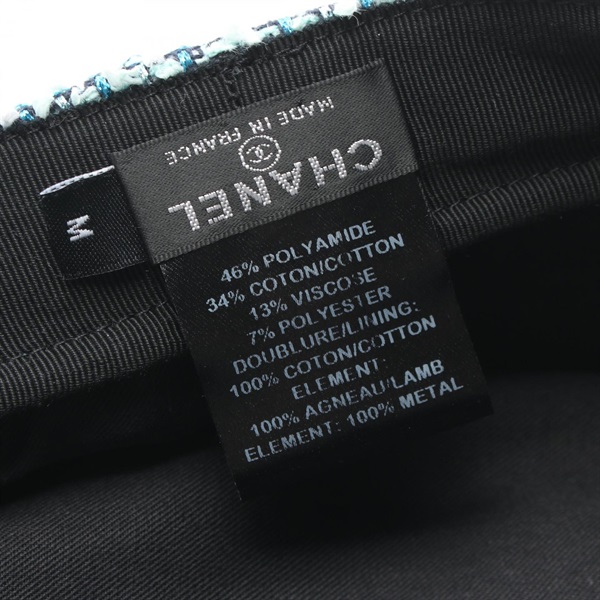 CHANEL
MADE IN FRANCE
M
46% POLYAMIDE
34% COTON/COTTON
13% VISCOSE
7% POLYESTER
DOUBLURE/LINING:
100% COTON/COTTON
ELEMENT:
100% AGNEAU/LAMB
ELEMENT: 100% METAL